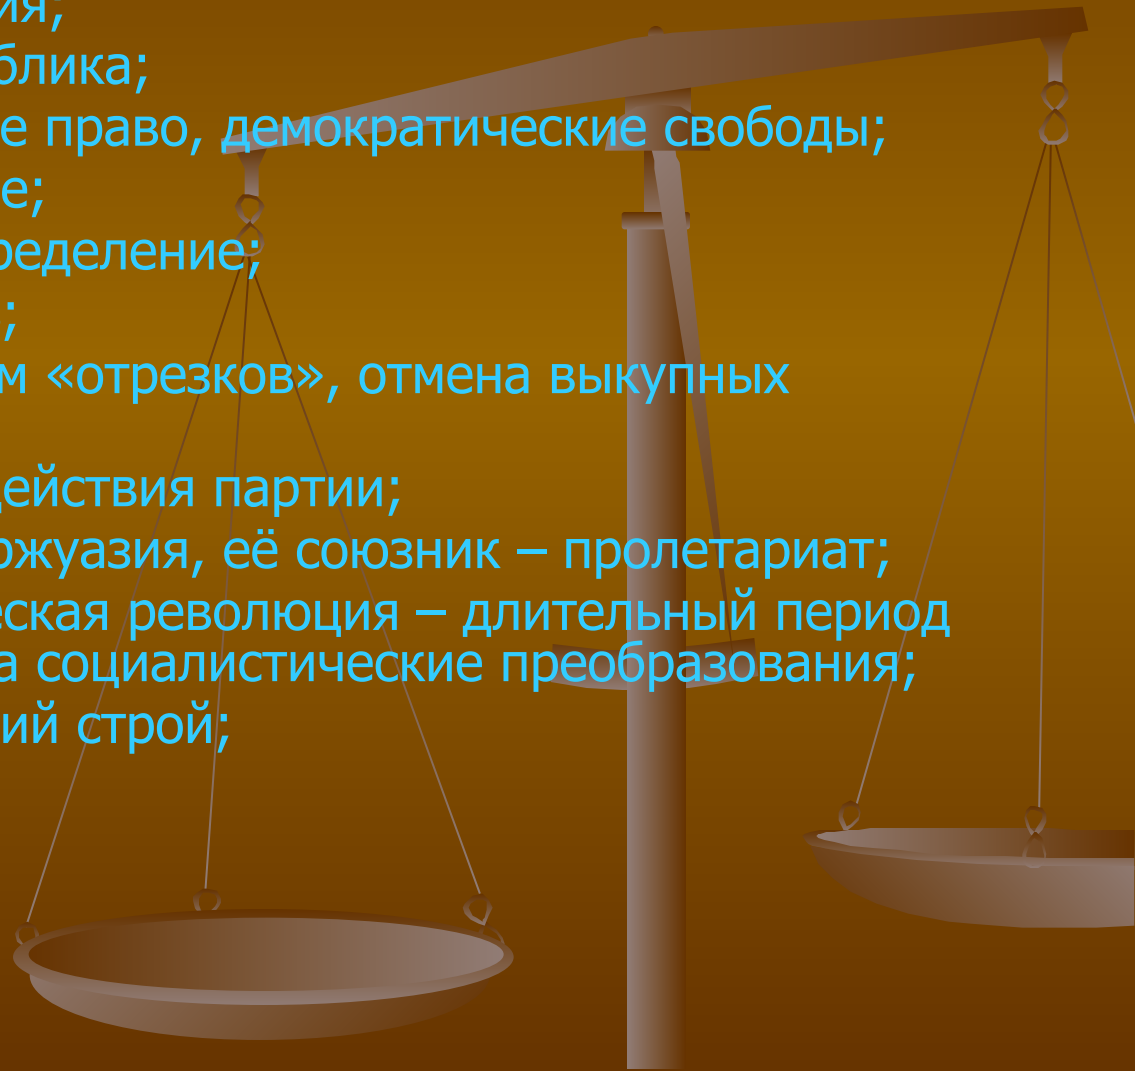 ия;
блика;
е право, демократические свободы;
е;
ределение;
;
м «отрезков», отмена выкупных
действия партии;
ржуазия, её союзник – пролетариат;
еская революция – длительный период
а социалистические преобразования;
ий строй;